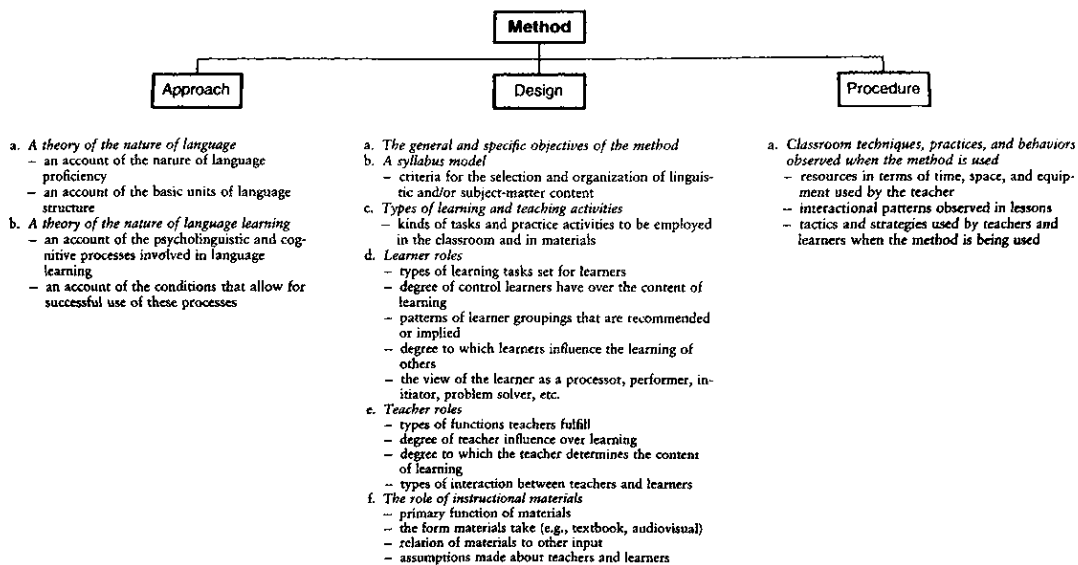 Method
Approach
Design
Procedure
a. A theory of the nature of language
– an account of the nature of language
proficiency
– an account of the basic units of language
structure
b. A theory of the nature of language learning
– an account of the psycholinguistic and cog-
nitive processes involved in language
learning
– an account of the conditions that allow for
successful use of these processes
a. The general and specific objectives of the method
b. A syllabus model
– criteria for the selection and organization of linguis-
tic and/or subject-matter content
c. Types of learning and teaching activities
– kinds of tasks and practice activities to be employed
in the classroom and in materials
d. Learner roles
– types of learning tasks set for learners
– degree of control learners have over the content of
learning
– patterns of learner groupings that are recommended
or implied
– degree to which learners influence the learning of
others
– the view of the learner as a processor, performer, in-
itiator, problem solver, etc.
e. Teacher roles
– types of functions teachers fulfill
– degree of teacher influence over learning
– degree to which the teacher determines the content
of learning
– types of interaction between teachers and learners
f. The role of instructional materials
– primary function of materials
– the form materials take (e.g., textbook, audiovisual)
– relation of materials to other input
– assumptions made about teachers and learners
a. Classroom techniques, practices, and behaviors
observed when the method is used
– resources in terms of time, space, and equip-
ment used by the teacher
– interactional patterns observed in lessons
– tactics and strategies used by teachers and
learners when the method is being used